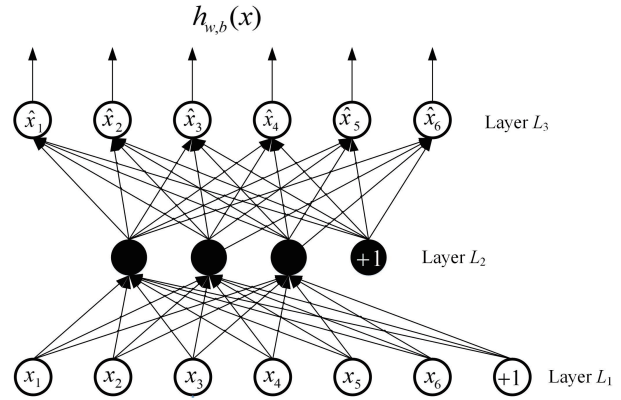 h_{w,b}(x)
x̂₁ x̂₂ x̂₃ x̂₄ x̂₅ x̂₆ Layer L₃
+1 Layer L₂
x₁ x₂ x₃ x₄ x₅ x₆ +1 Layer L₁